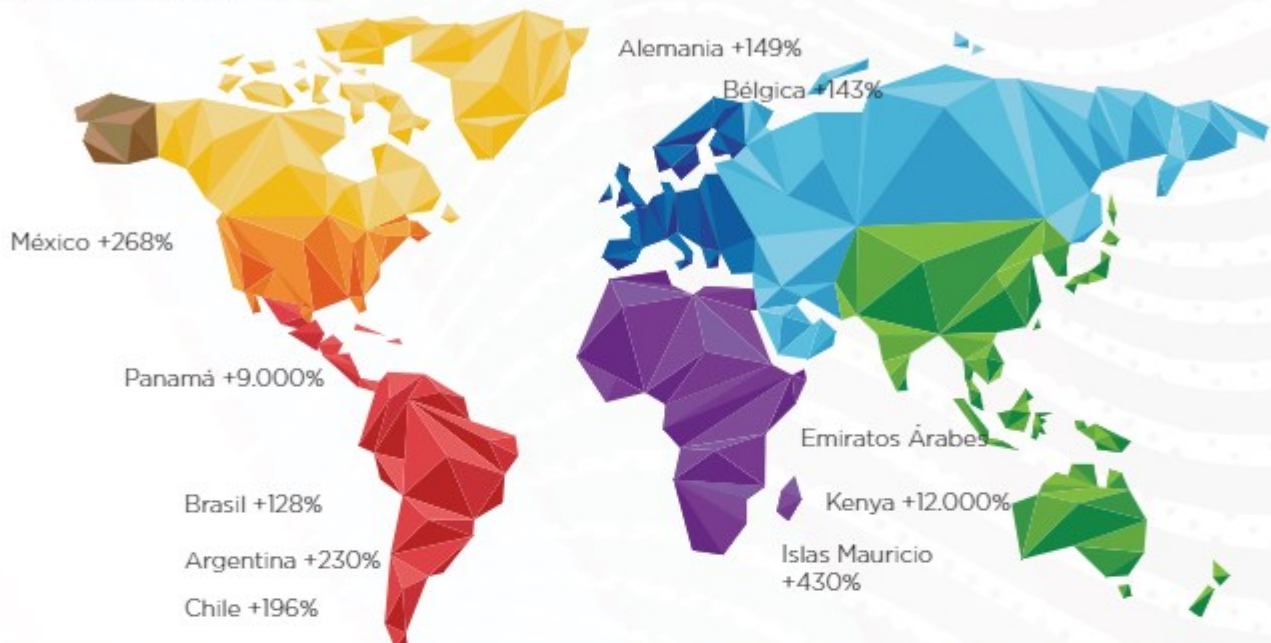 Alemania +149%
Bélgica +143%
México +268%
Panamá +9.000%
Emiratos Árabes
Brasil +128%
Kenya +12.000%
Argentina +230%
Islas Mauricio
+430%
Chile +196%